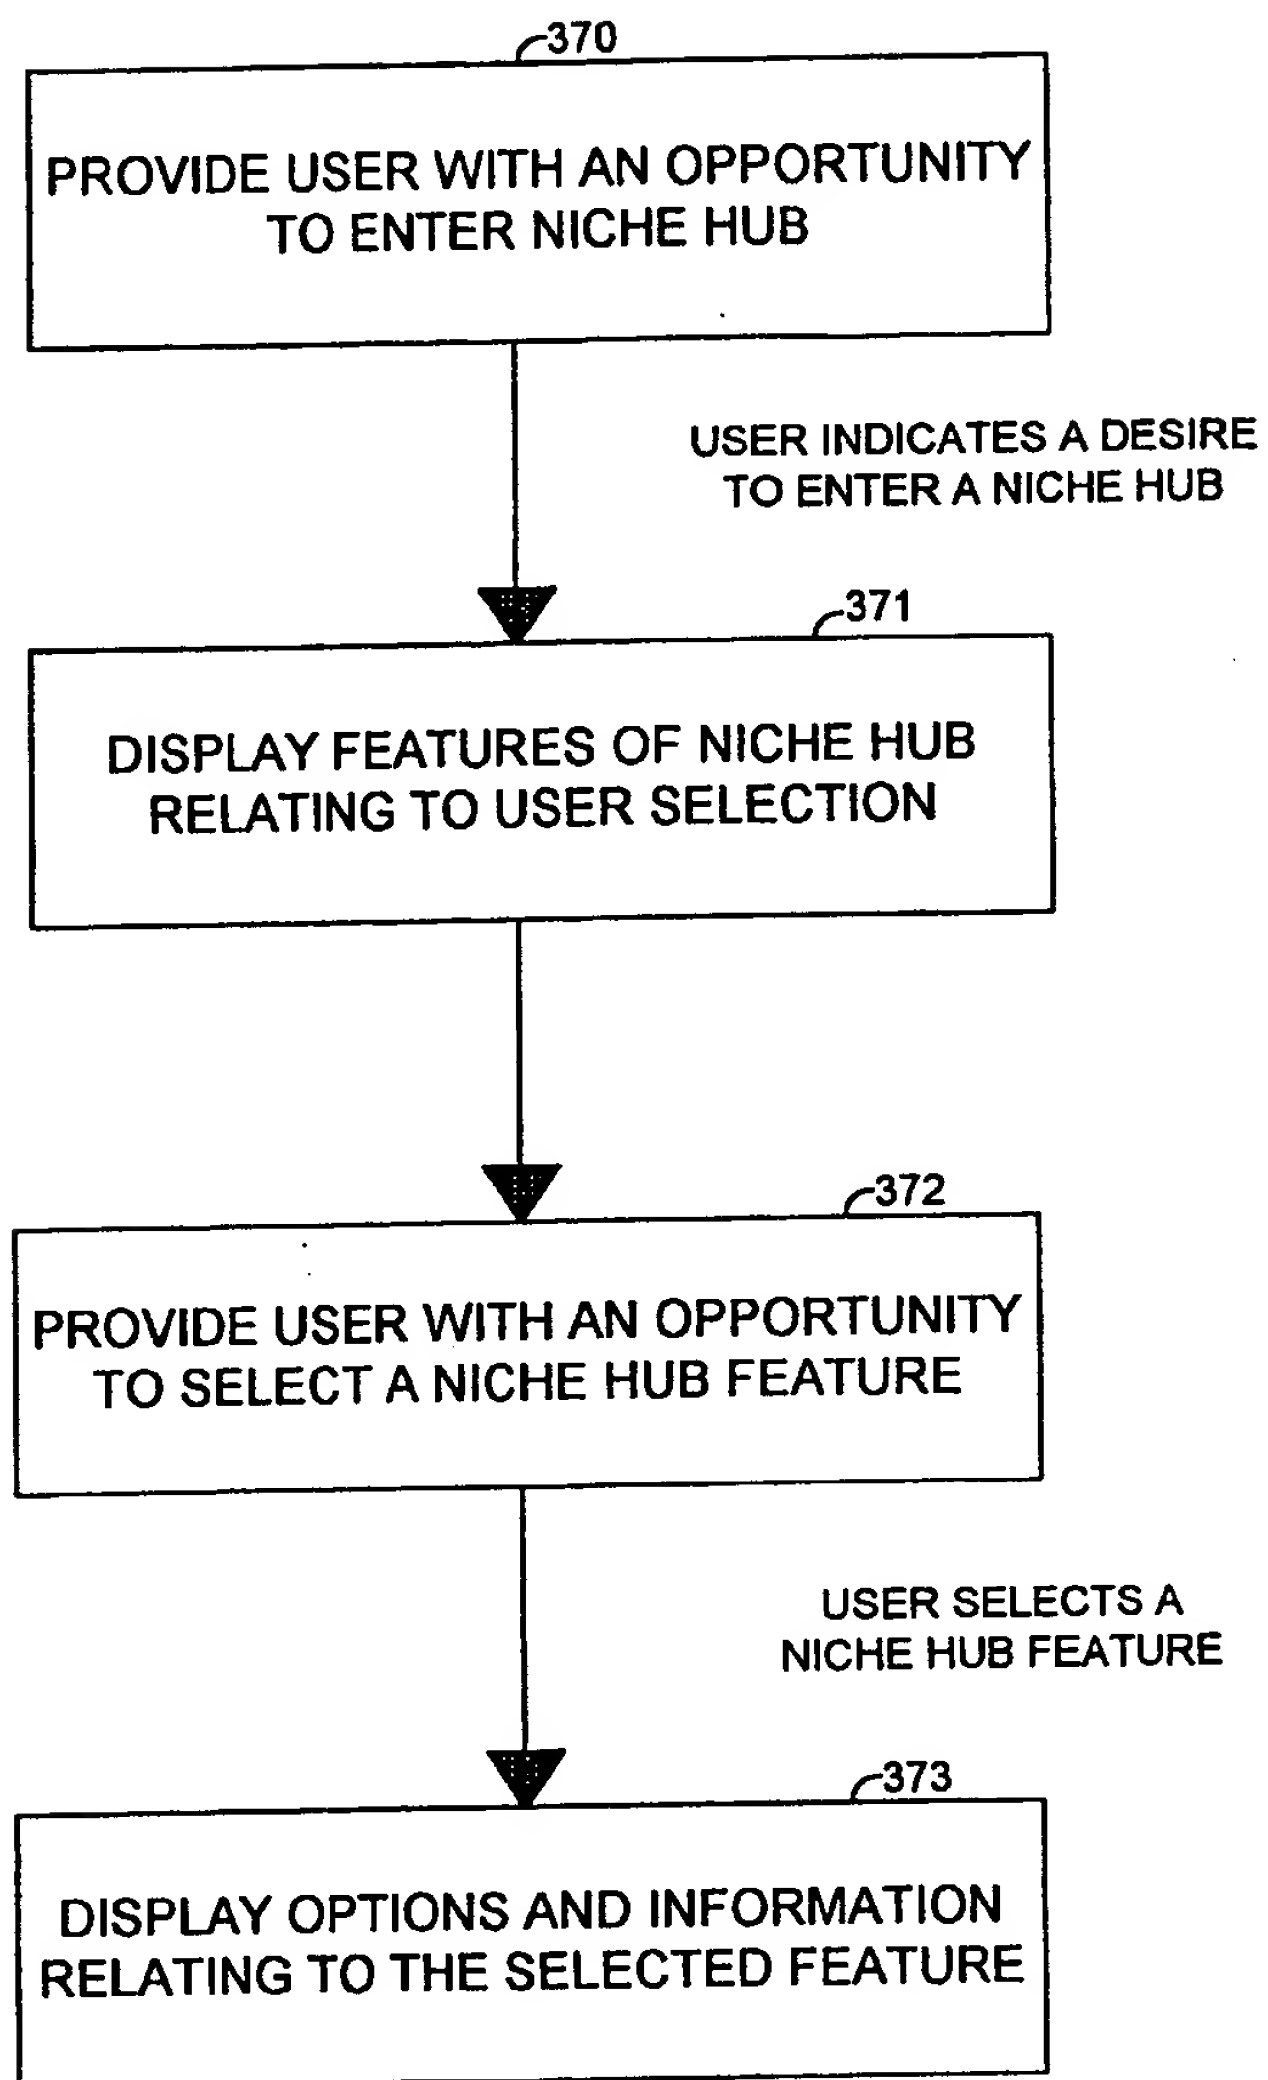 370
PROVIDE USER WITH AN OPPORTUNITY
TO ENTER NICHE HUB
USER INDICATES A DESIRE
TO ENTER A NICHE HUB
371
DISPLAY FEATURES OF NICHE HUB
RELATING TO USER SELECTION
372
PROVIDE USER WITH AN OPPORTUNITY
TO SELECT A NICHE HUB FEATURE
USER SELECTS A
NICHE HUB FEATURE
373
DISPLAY OPTIONS AND INFORMATION
RELATING TO THE SELECTED FEATURE